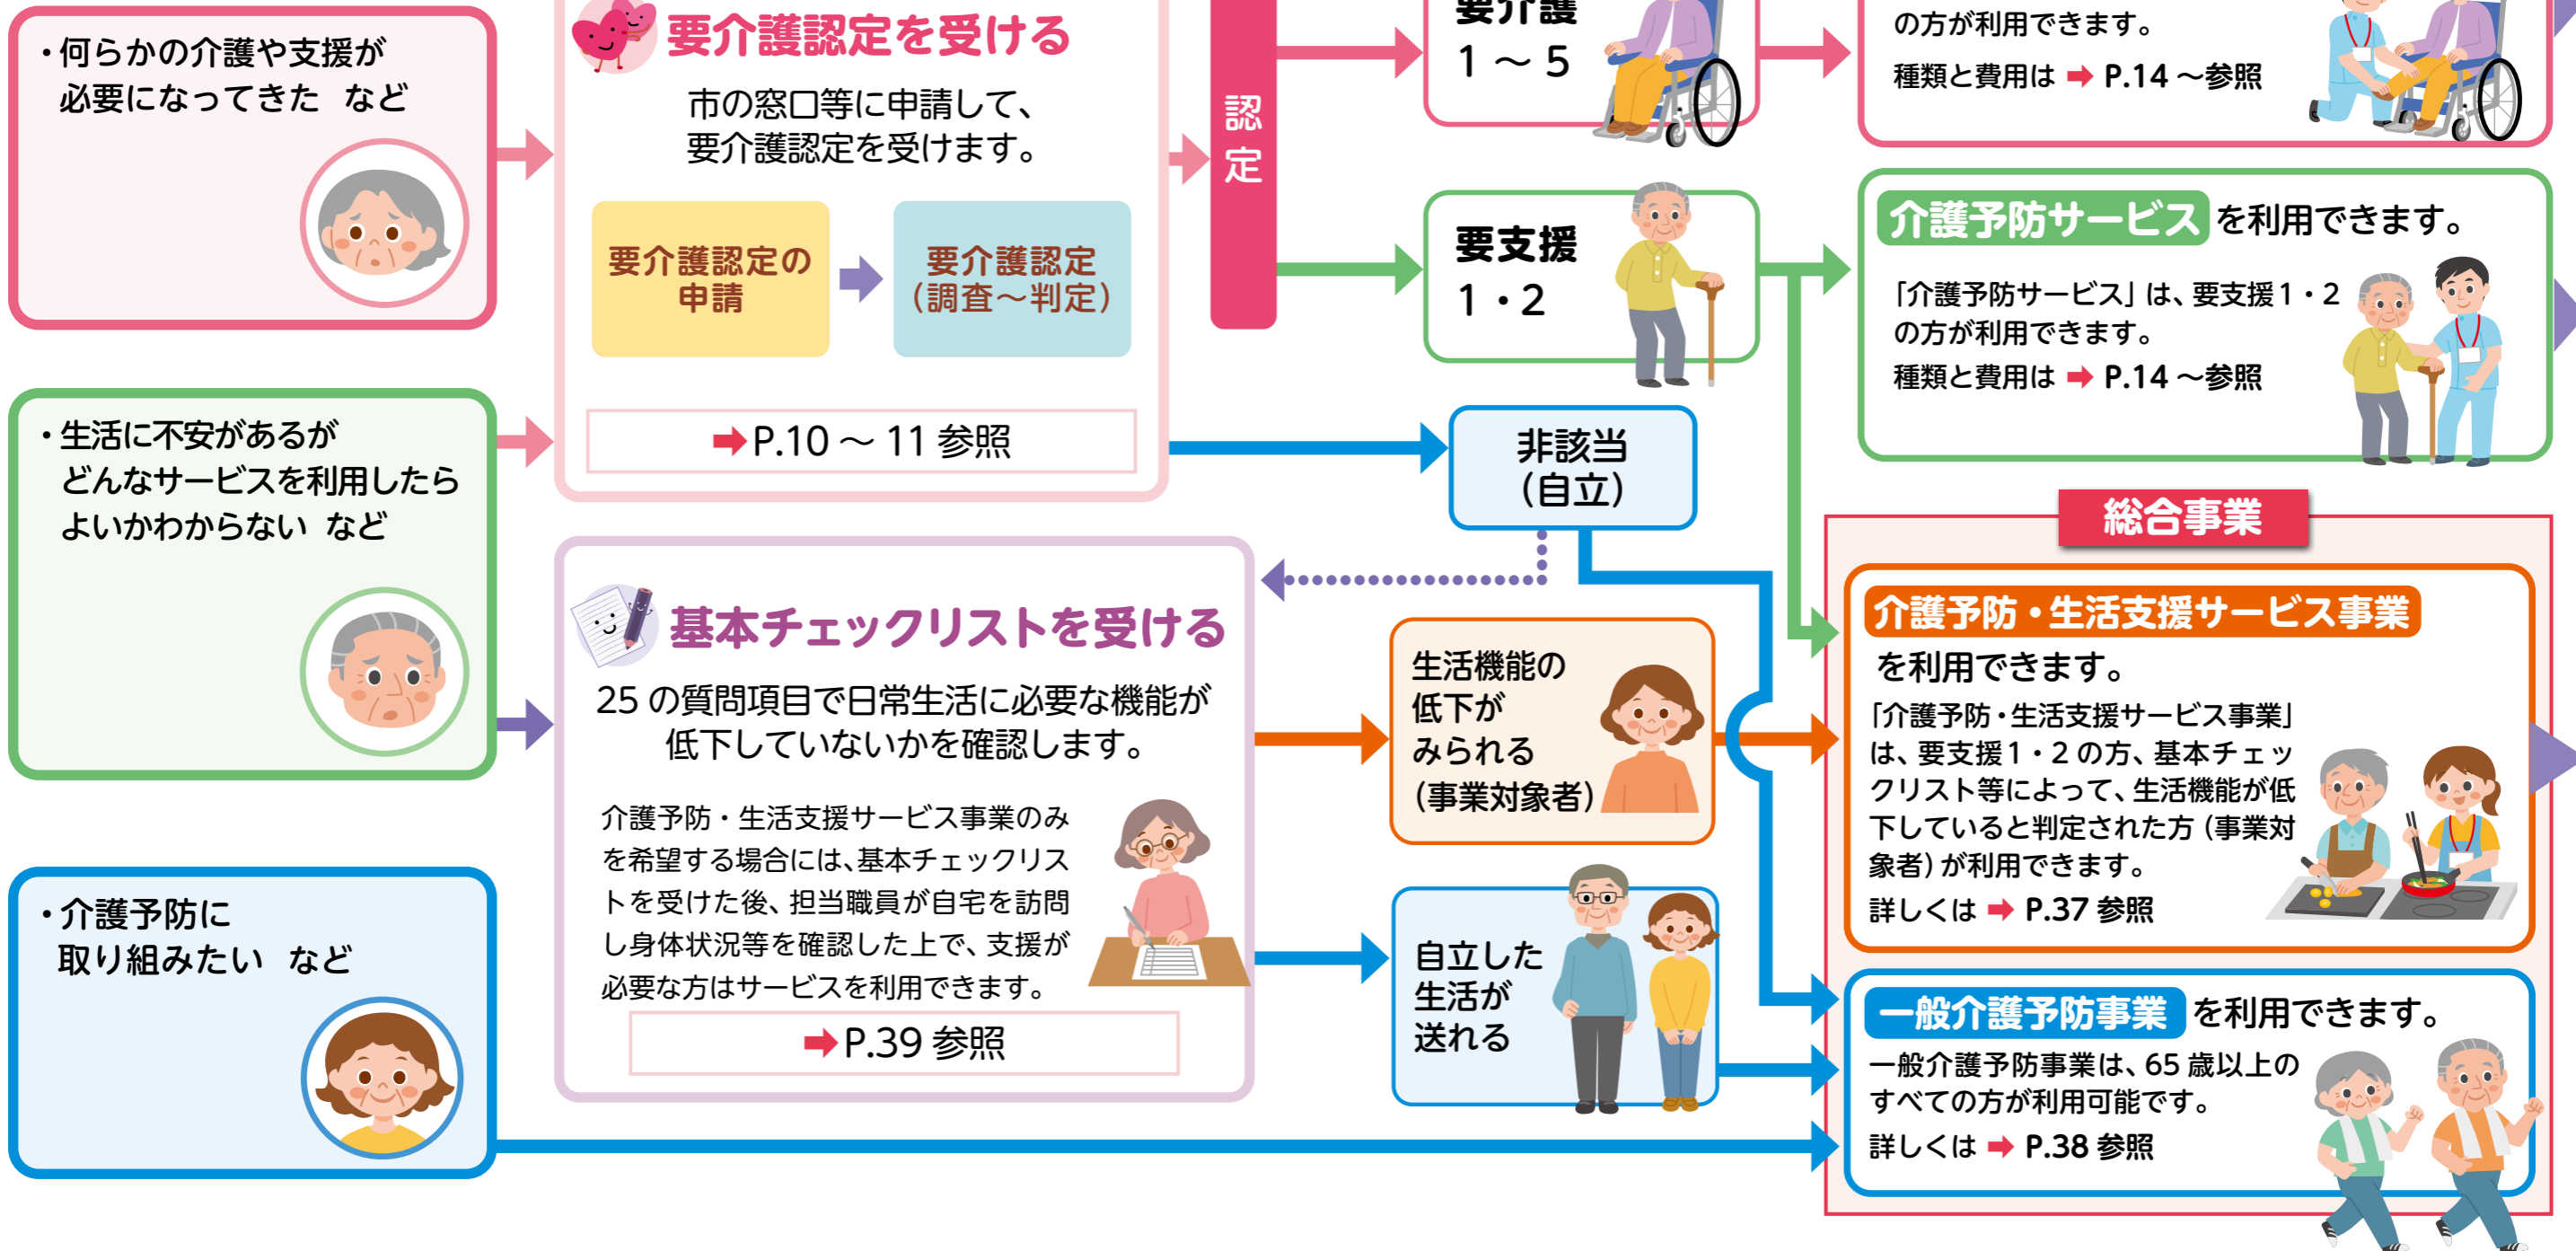 ・何らかの介護や支援が
必要になってきた など
要介護認定を受ける
市の窓口等に申請して、
要介護認定を受けます。
要介護認定の
申請
要介護認定
（調査～判定）
➡P.10 ～ 11 参照
認定
要介護
1 ～ 5
の方が利用できます。
種類と費用は ➡ P.14 ～参照
要支援
1・2
介護予防サービス を利用できます。
「介護予防サービス」は、要支援1・2
の方が利用できます。
種類と費用は ➡ P.14 ～参照
・生活に不安があるが
どんなサービスを利用したら
よいかわからない など
非該当
（自立）
基本チェックリストを受ける
25 の質問項目で日常生活に必要な機能が
低下していないかを確認します。
介護予防・生活支援サービス事業のみ
を希望する場合には、基本チェックリス
トを受けた後、担当職員が自宅を訪問
し身体状況等を確認した上で、支援が
必要な方はサービスを利用できます。
➡P.39 参照
生活機能の
低下が
みられる
（事業対象者）
自立した
生活が
送れる
総合事業
介護予防・生活支援サービス事業
を利用できます。
「介護予防・生活支援サービス事業」
は、要支援1・2 の方、基本チェッ
クリスト等によって、生活機能が低
下していると判定された方（事業対
象者）が利用できます。
詳しくは ➡ P.37 参照
・介護予防に
取り組みたい など
一般介護予防事業 を利用できます。
一般介護予防事業は、65 歳以上の
すべての方が利用可能です。
詳しくは ➡ P.38 参照